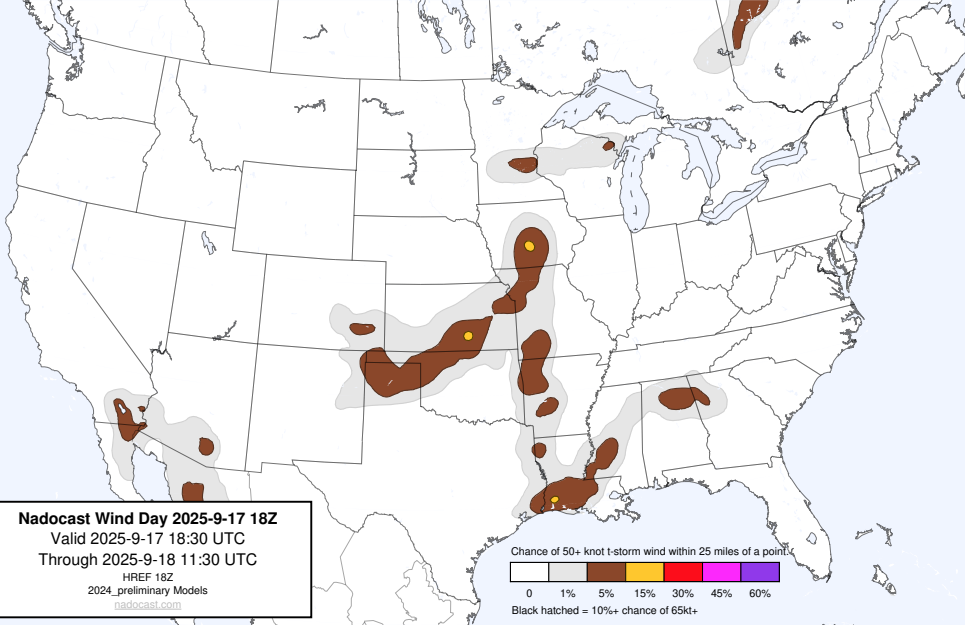 Nadocast Wind Day 2025-9-17 18Z
Valid 2025-9-17 18:30 UTC
Through 2025-9-18 11:30 UTC
HREF 18Z
2024_preliminary Models
nadocast.com
Chance of 50+ knot t-storm wind within 25 miles of a point.
0 1% 5% 15% 30% 45% 60%
Black hatched = 10%+ chance of 65kt+